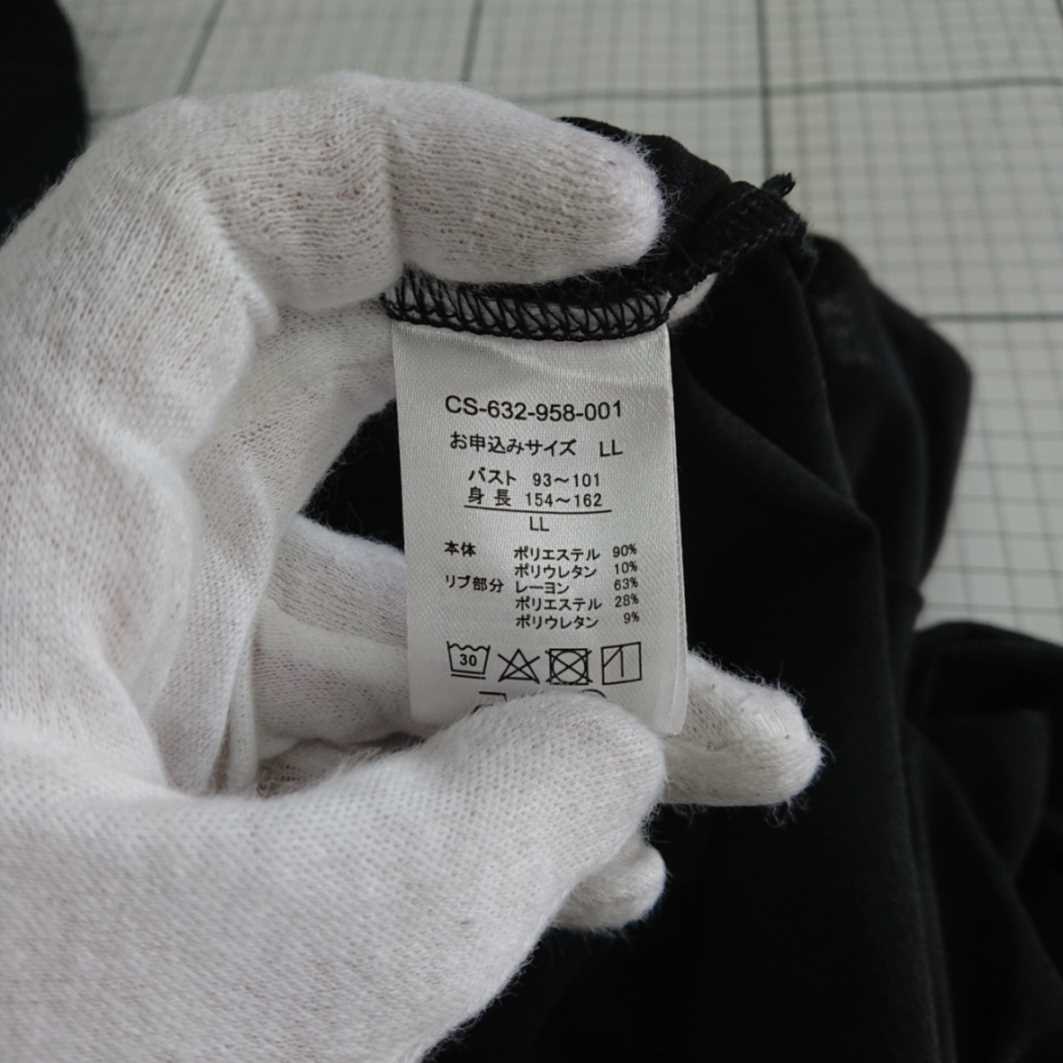 CS-632-958-001
お申込みサイズ LL
バスト 93～101
身長 154～162
LL
本体 ポリエステル 90%
ポリウレタン 10%
リブ部分 レーヨン 63%
ポリエステル 28%
ポリウレタン 9%
30